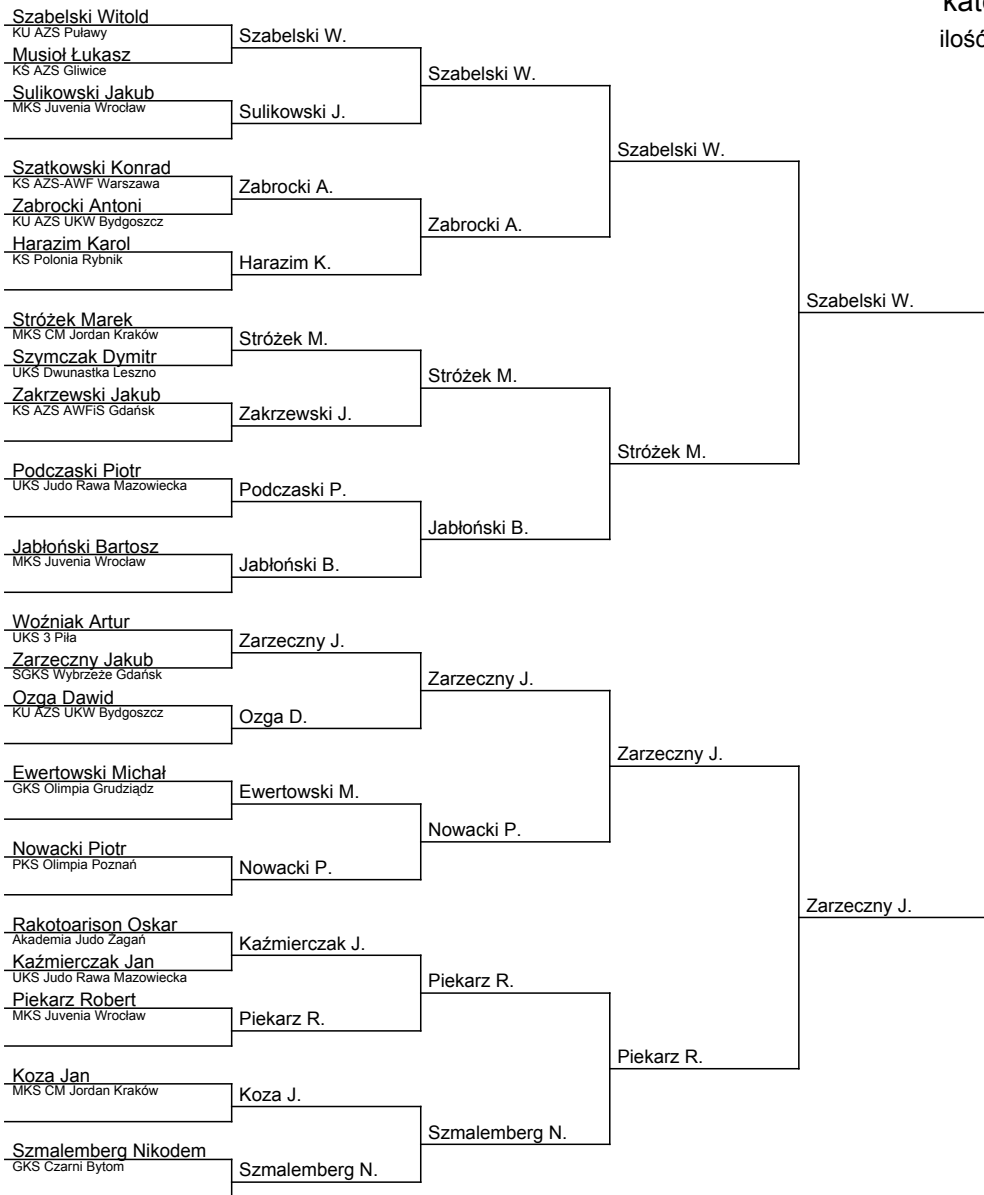 kat
ilość
Szabelski Witold
KU AZS Puławy
Musioł Łukasz
KŚ AZS Gliwice
Sulikowski Jakub
MKS Juvenia Wrocław
Szatkowski Konrad
KS AZS-AWF Warszawa
Zabrocki Antoni
KU AZS UKW Bydgoszcz
Harazim Karol
KS Polonia Rybnik
Stróżek Marek
MKS CM Jordan Kraków
Szymczak Dymitr
UKS Dwunastka Leszno
Zakrzewski Jakub
KS AZS AWFiS Gdańsk
Podczaski Piotr
UKS Judo Rawa Mazowiecka
Jabłoński Bartosz
MKS Juvenia Wrocław
Woźniak Artur
UKS 3 Piła
Zarzeczny Jakub
SGKS Wybrzeże Gdańsk
Ozga Dawid
KU AZS UKW Bydgoszcz
Ewertowski Michał
GKS Olimpia Grudziądz
Nowacki Piotr
PKS Olimpia Poznań
Rakotoarison Oskar
Akademia Judo Żagań
Kaźmierczak Jan
UKS Judo Rawa Mazowiecka
Piekarz Robert
MKS Juvenia Wrocław
Koza Jan
MKS CM Jordan Kraków
Szmalemberg Nikodem
GKS Czarni Bytom
Szabelski W.
Sulikowski J.
Zabrocki A.
Harazim K.
Stróżek M.
Zakrzewski J.
Podczaski P.
Jabłoński B.
Zarzeczny J.
Ozga D.
Ewertowski M.
Nowacki P.
Kaźmierczak J.
Piekarz R.
Koza J.
Szmalemberg N.
Szabelski W.
Zabrocki A.
Stróżek M.
Jabłoński B.
Zarzeczny J.
Nowacki P.
Piekarz R.
Szmalemberg N.
Szabelski W.
Stróżek M.
Zarzeczny J.
Piekarz R.
Szabelski W.
Zarzeczny J.